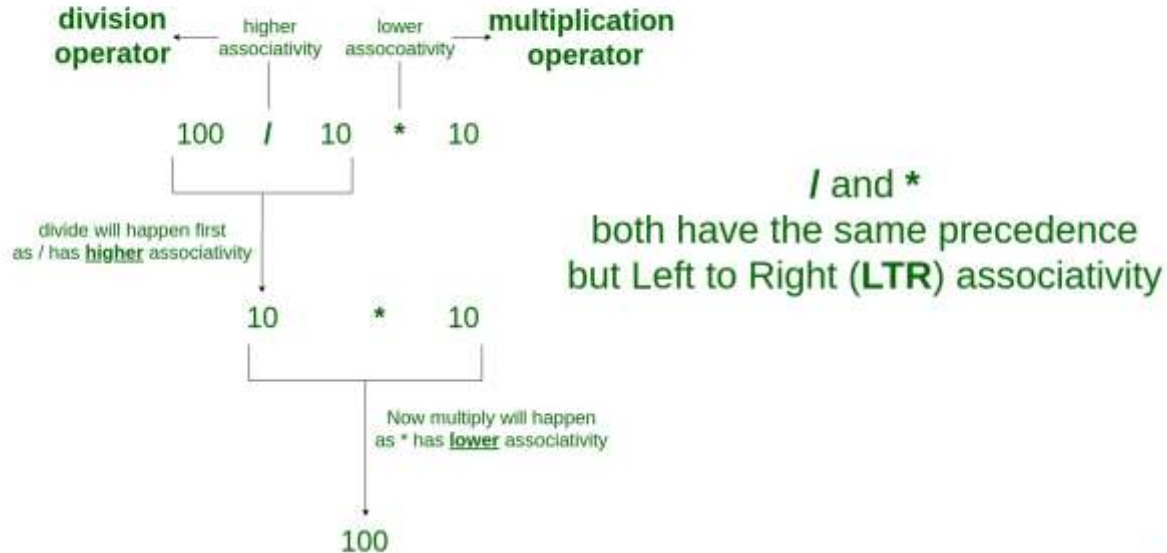 division
operator
higher
associativity
lower
assocoativity
multiplication
operator
100 / 10 * 10
divide will happen first
as / has higher associativity
10 * 10
Now multiply will happen
as * has lower associativity
100
/ and *
both have the same precedence
but Left to Right (LTR) associativity